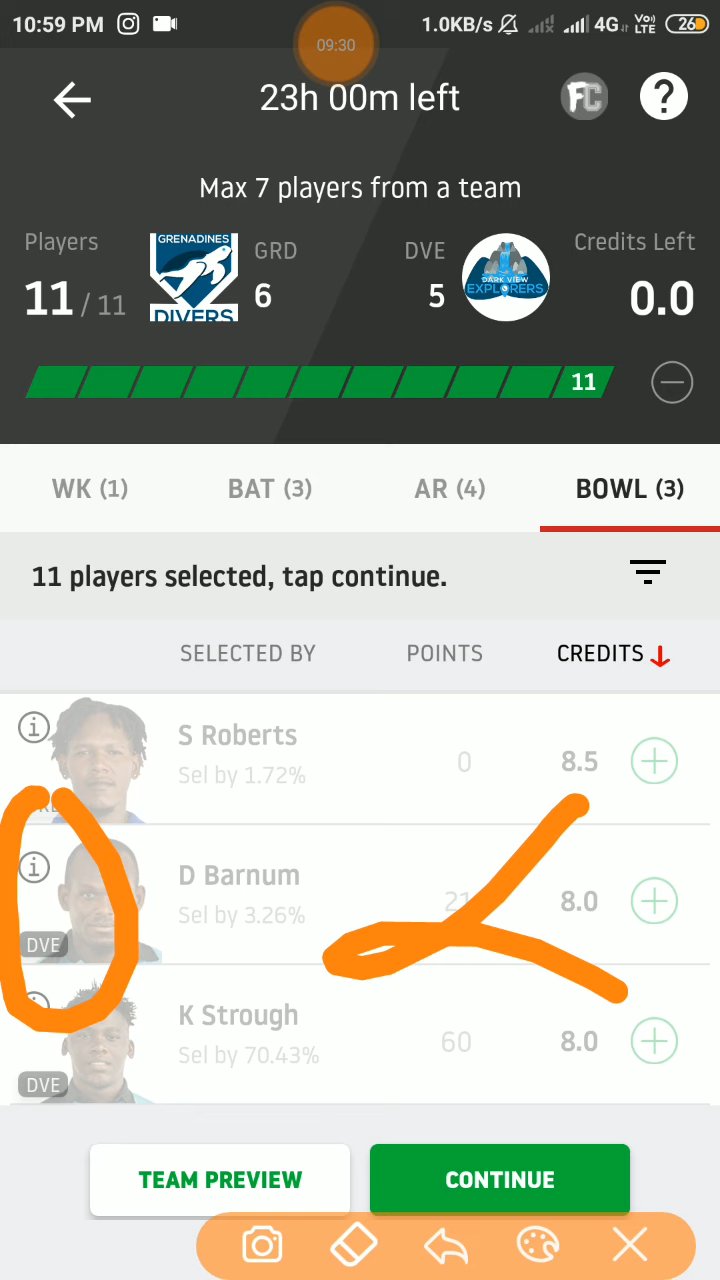 10:59 PM 1.0KB/s 4G Vo)) LTE 26
09:30
23h 00m left FC ?
Max 7 players from a team
Players GRENADINES DIVERS GRD DVE DARK VIEW EXPLORERS Credits Left
11 / 11 6 5 0.0
11
WK (1) BAT (3) AR (4) BOWL (3)
11 players selected, tap continue.
SELECTED BY POINTS CREDITS
S Roberts
Sel by 1.72% 0 8.5
D Barnum
Sel by 3.26% 21 8.0
DVE
K Strough
Sel by 70.43% 60 8.0
DVE
TEAM PREVIEW CONTINUE